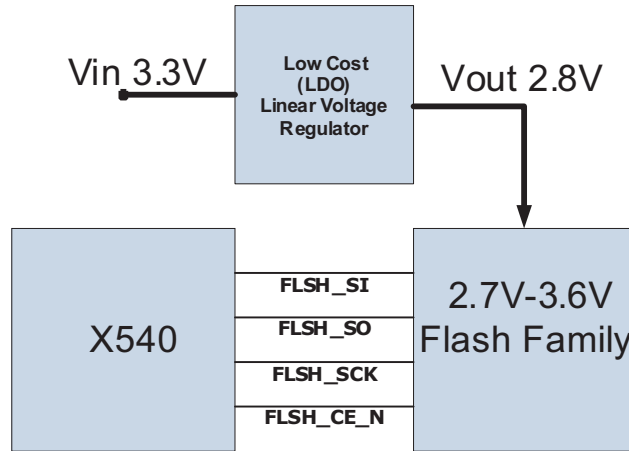 Vin 3.3V
Low Cost
(LDO)
Linear Voltage
Regulator
Vout 2.8V
X540
FLSH_SI
FLSH_SO
FLSH_SCK
FLSH_CE_N
2.7V-3.6V
Flash Family